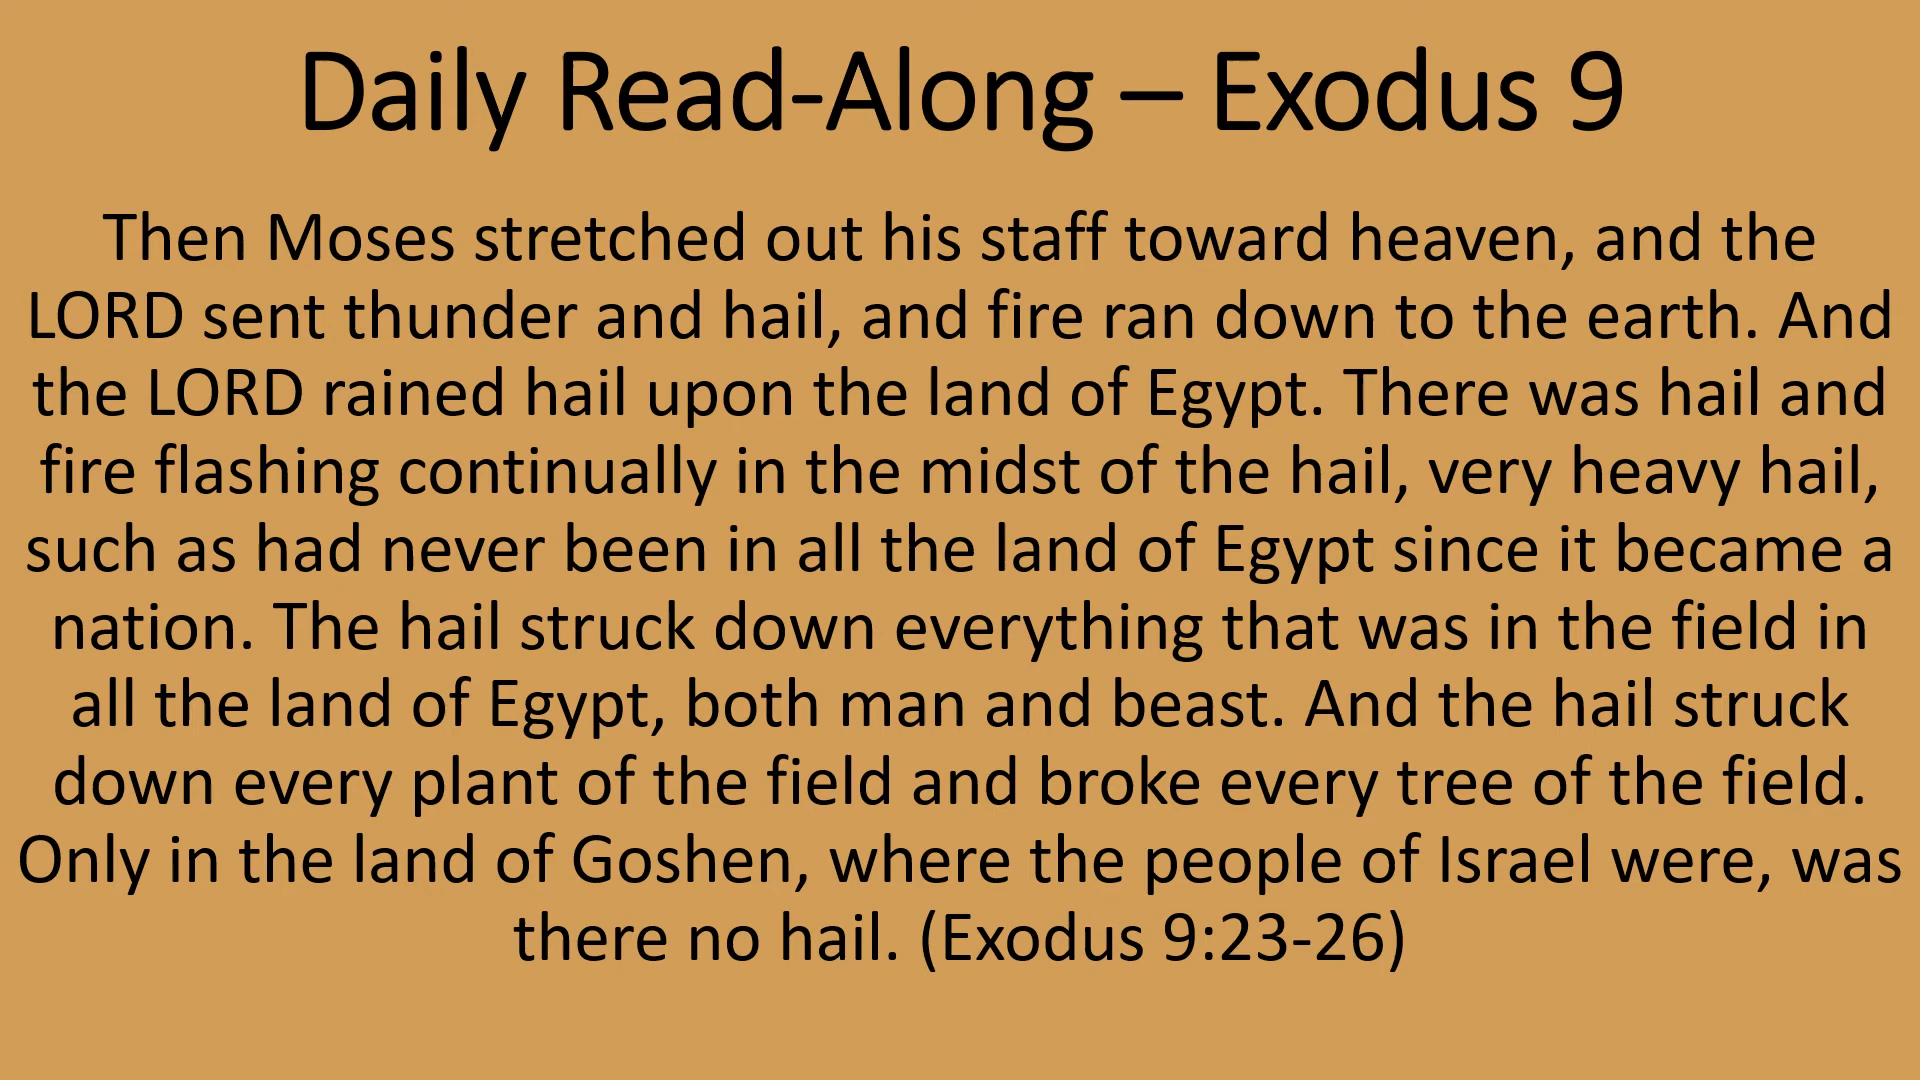 Daily Read-Along – Exodus 9
Then Moses stretched out his staff toward heaven, and the
LORD sent thunder and hail, and fire ran down to the earth. And
the LORD rained hail upon the land of Egypt. There was hail and
fire flashing continually in the midst of the hail, very heavy hail,
such as had never been in all the land of Egypt since it became a
nation. The hail struck down everything that was in the field in
all the land of Egypt, both man and beast. And the hail struck
down every plant of the field and broke every tree of the field.
Only in the land of Goshen, where the people of Israel were, was
there no hail. (Exodus 9:23-26)